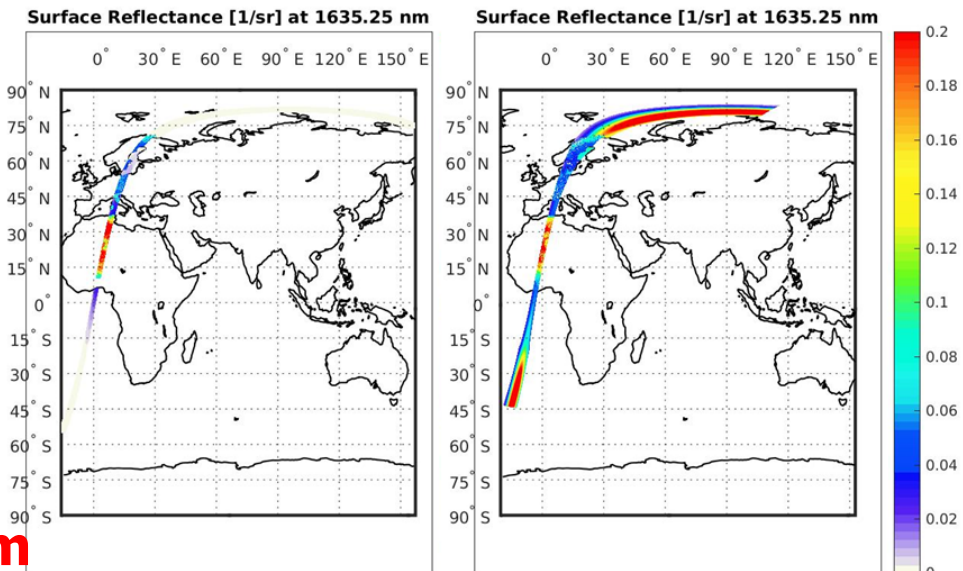 Surface Reflectance [1/sr] at 1635.25 nm
0° 30° E 60° E 90° E 120° E 150° E
90° N
75° N
60° N
45° N
30° N
15° N
0°
15° S
30° S
45° S
60° S
75° S
90° S
m
Surface Reflectance [1/sr] at 1635.25 nm
0° 30° E 60° E 90° E 120° E 150° E
90° N
75° N
60° N
45° N
30° N
15° N
0°
15° S
30° S
45° S
60° S
75° S
90° S
0.2
0.18
0.16
0.14
0.12
0.1
0.08
0.06
0.04
0.02
0